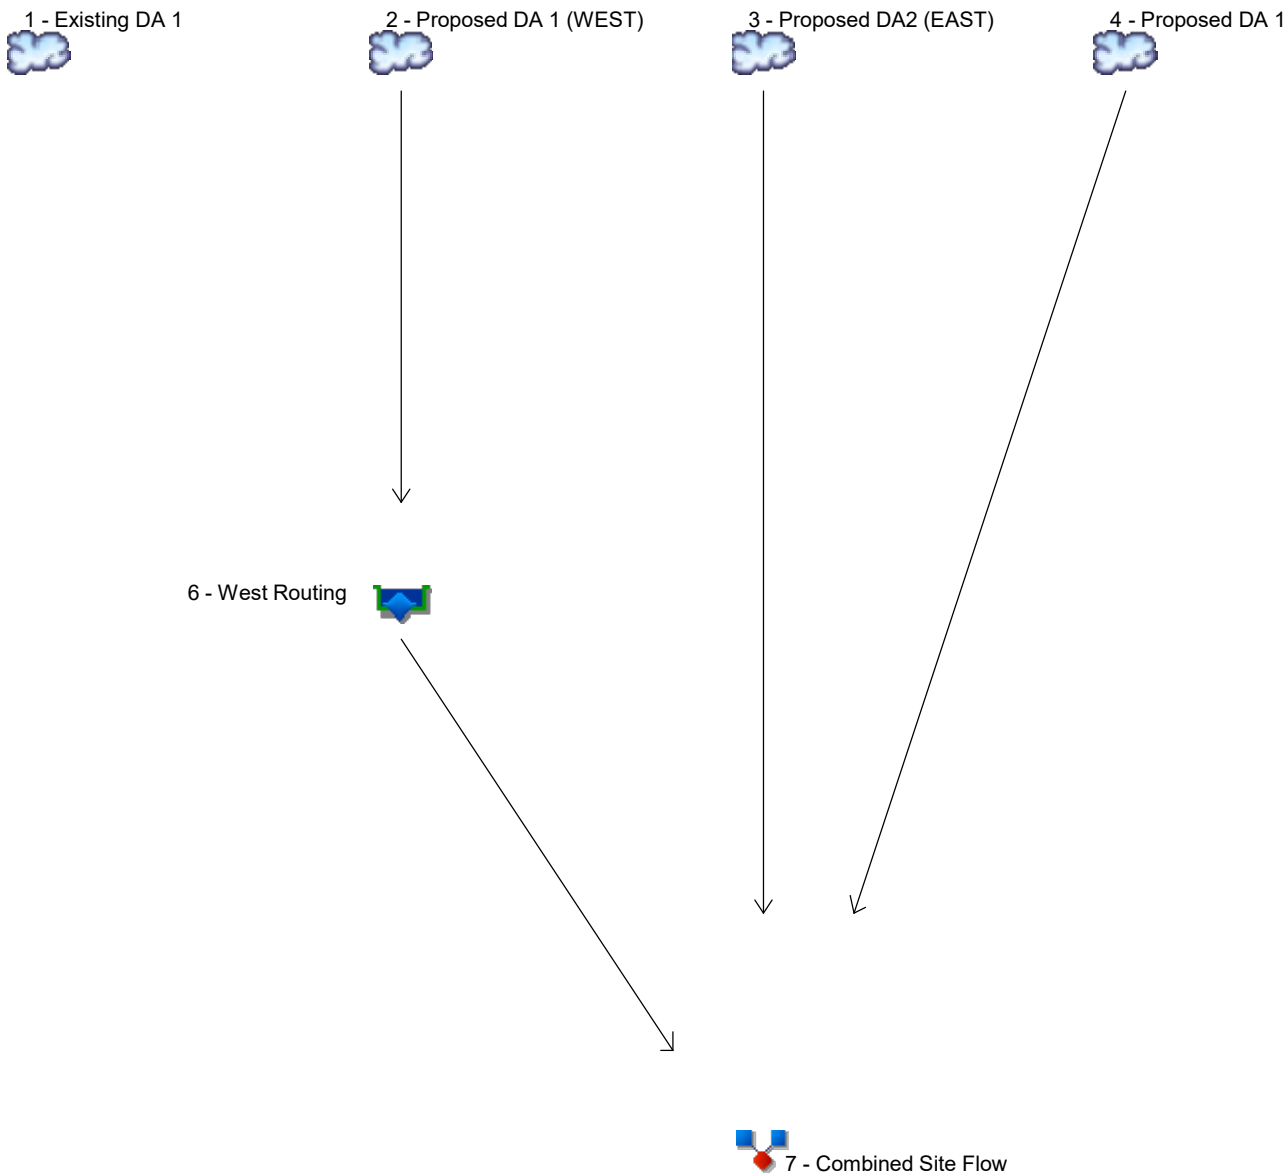 1 - Existing DA 1
2 - Proposed DA 1 (WEST)
3 - Proposed DA2 (EAST)
4 - Proposed DA 1
6 - West Routing
7 - Combined Site Flow